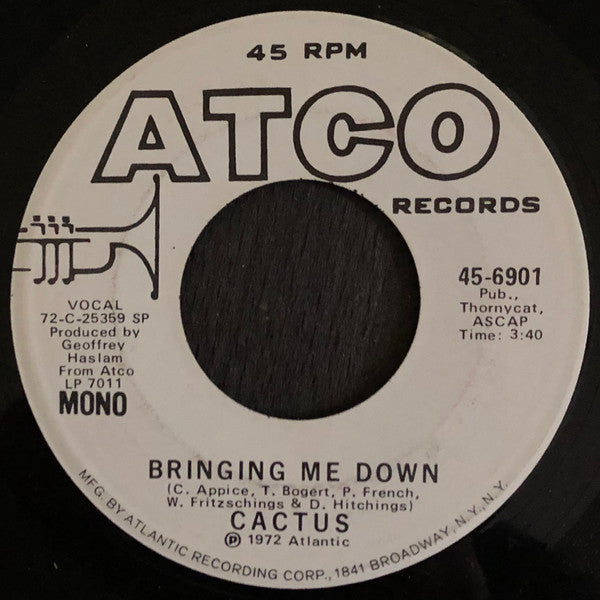 45 RPM
ATCO
RECORDS
VOCAL
72-C-25359 SP
Produced by
Geoffrey
Haslam
From Atco
LP 7011
MONO
45-6901
Pub.,
Thornycat,
ASCAP
Time: 3:40
BRINGING ME DOWN
(C. Appice, T. Bogert, P. French,
W. Fritzschings & D. Hitchings)
CACTUS
℗ 1972 Atlantic
MFG. BY ATLANTIC RECORDING CORP., 1841 BROADWAY, N.Y., N.Y.